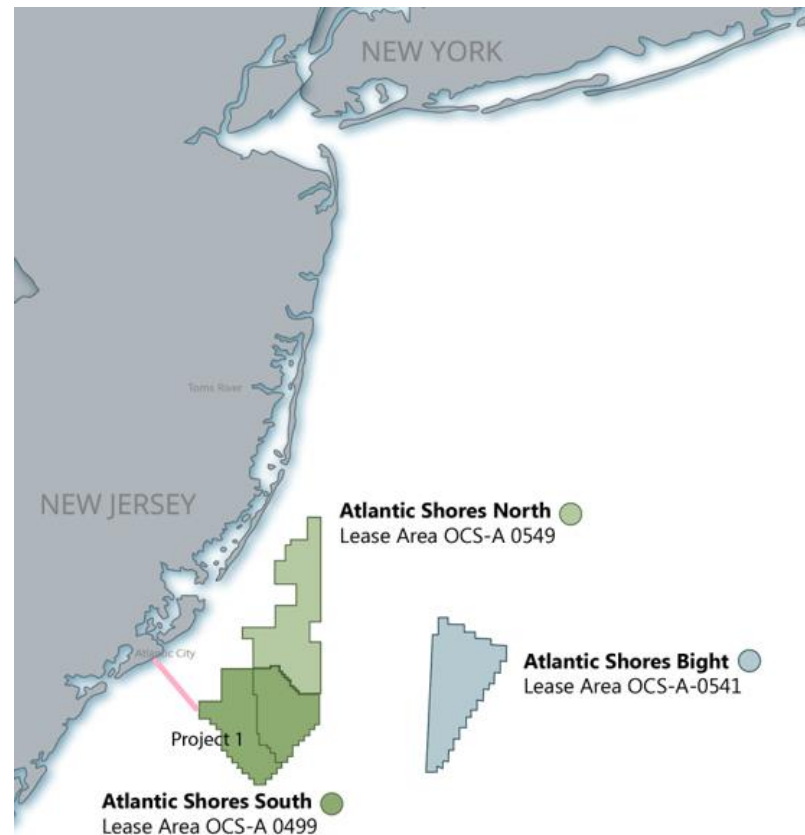 NEW YORK
Toms River
NEW JERSEY
Atlantic Shores North
Lease Area OCS-A 0549
Atlantic City
Atlantic Shores Bight
Lease Area OCS-A-0541
Project 1
Atlantic Shores South
Lease Area OCS-A 0499